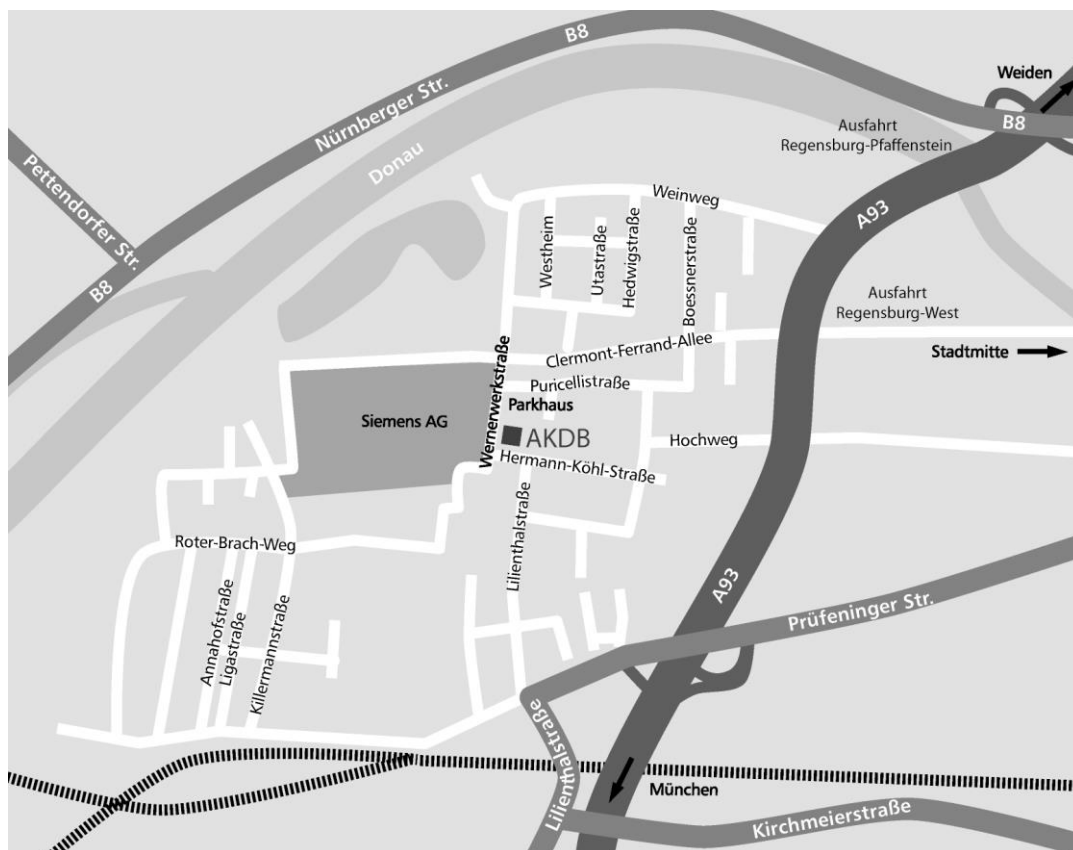 B8
Nürnberger Str.
Weiden
Donau
Ausfahrt
Regensburg-Pfaffenstein
B8
Pettendorfer Str.
Weinweg
A93
Westheim
Utastraße
Hedwigstraße
Boessnerstraße
B8
Ausfahrt
Regensburg-West
Clermont-Ferrand-Allee
Stadtmitte
Wernerwerkstraße
Puricellistraße
Parkhaus
Siemens AG
AKDB
Hochweg
Hermann-Köhl-Straße
Lilienthalstraße
Roter-Brach-Weg
A93
Prüfeninger Str.
Annahofstraße
Ligastraße
Killermannstraße
Lilienthalstraße
München
Kirchmeierstraße